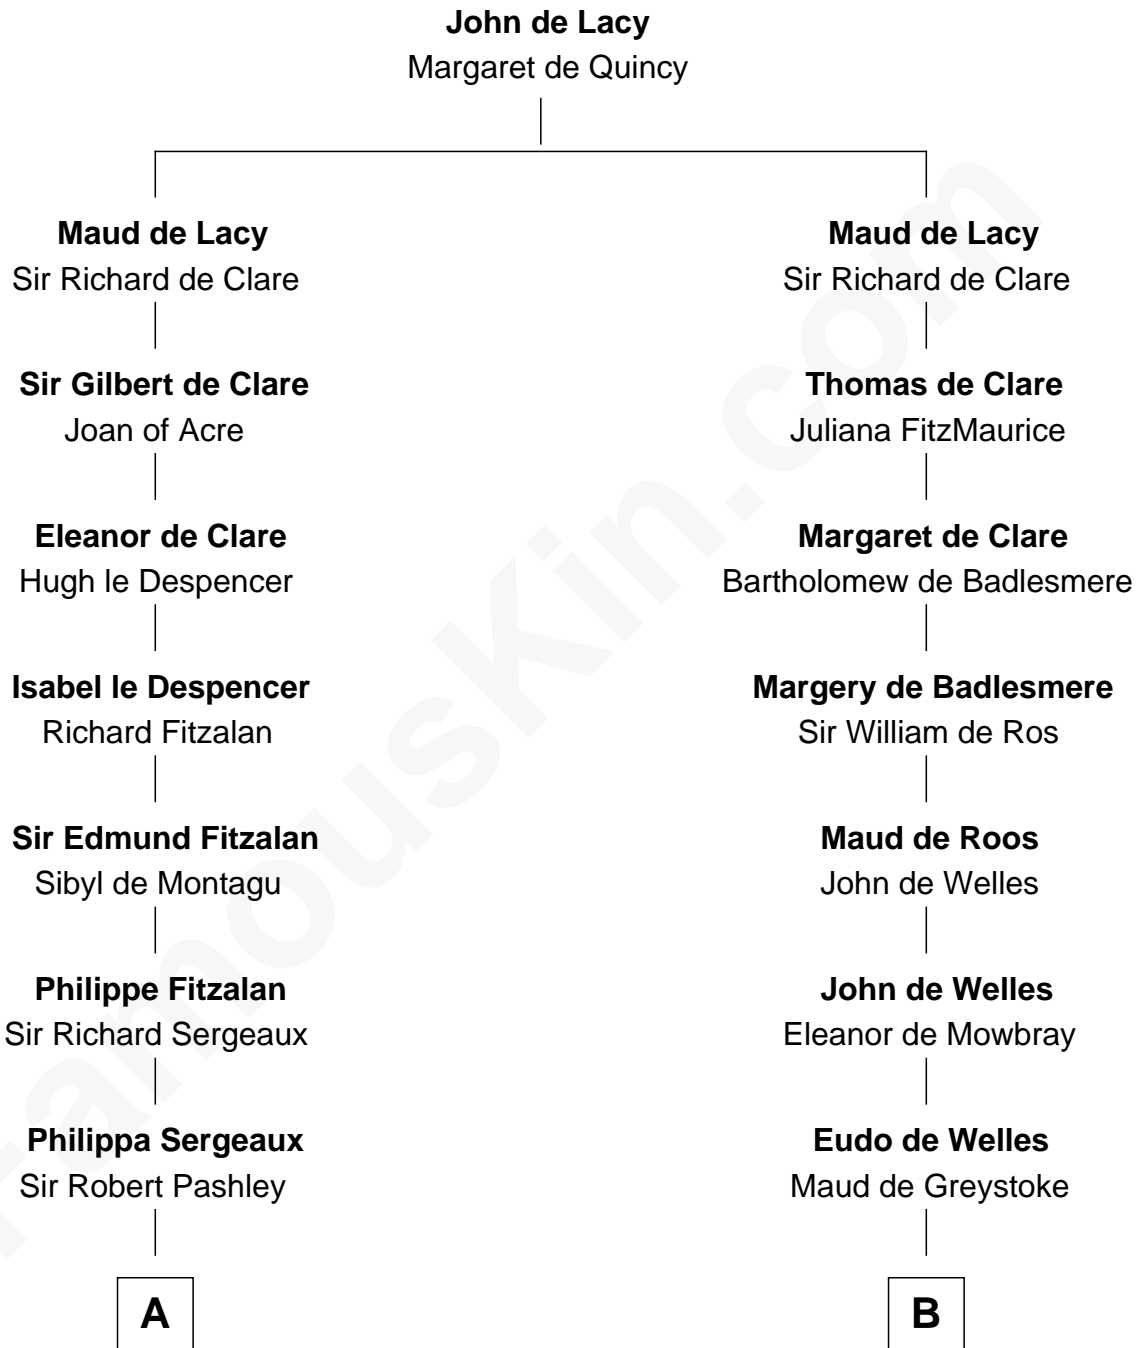 John de Lacy
Margaret de Quincy
Maud de Lacy
Sir Richard de Clare
Maud de Lacy
Sir Richard de Clare
Sir Gilbert de Clare
Joan of Acre
Thomas de Clare
Juliana FitzMaurice
Eleanor de Clare
Hugh le Despencer
Margaret de Clare
Bartholomew de Badlesmere
Isabel le Despencer
Richard Fitzalan
Margery de Badlesmere
Sir William de Ros
Sir Edmund Fitzalan
Sibyl de Montagu
Maud de Roos
John de Welles
Philippe Fitzalan
Sir Richard Sergeaux
John de Welles
Eleanor de Mowbray
Philippa Sergeaux
Sir Robert Pashley
Eudo de Welles
Maud de Greystoke
A
B
FamousKin.com